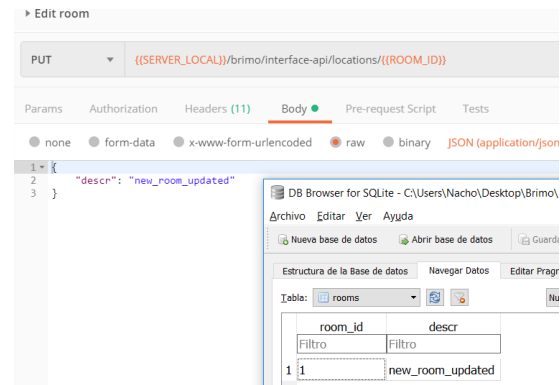 Edit room
PUT {{SERVER_LOCAL}}/brimo/interface-api/locations/{{ROOM_ID}}
Params Authorization Headers (11) Body Pre-request Script Tests
none form-data x-www-form-urlencoded raw binary JSON (application/json
1 {
2 "descr": "new_room_updated"
3 }
DB Browser for SQLite - C:\Users\Nacho\Desktop\Brimo\
Archivo Editar Ver Ayuda
Nueva base de datos Abrir base de datos Guarda
Estructura de la Base de datos Navegar Datos Editar Pragm
Tabla: rooms Nu
room_id descr
Filtro Filtro
1 1 new_room_updated